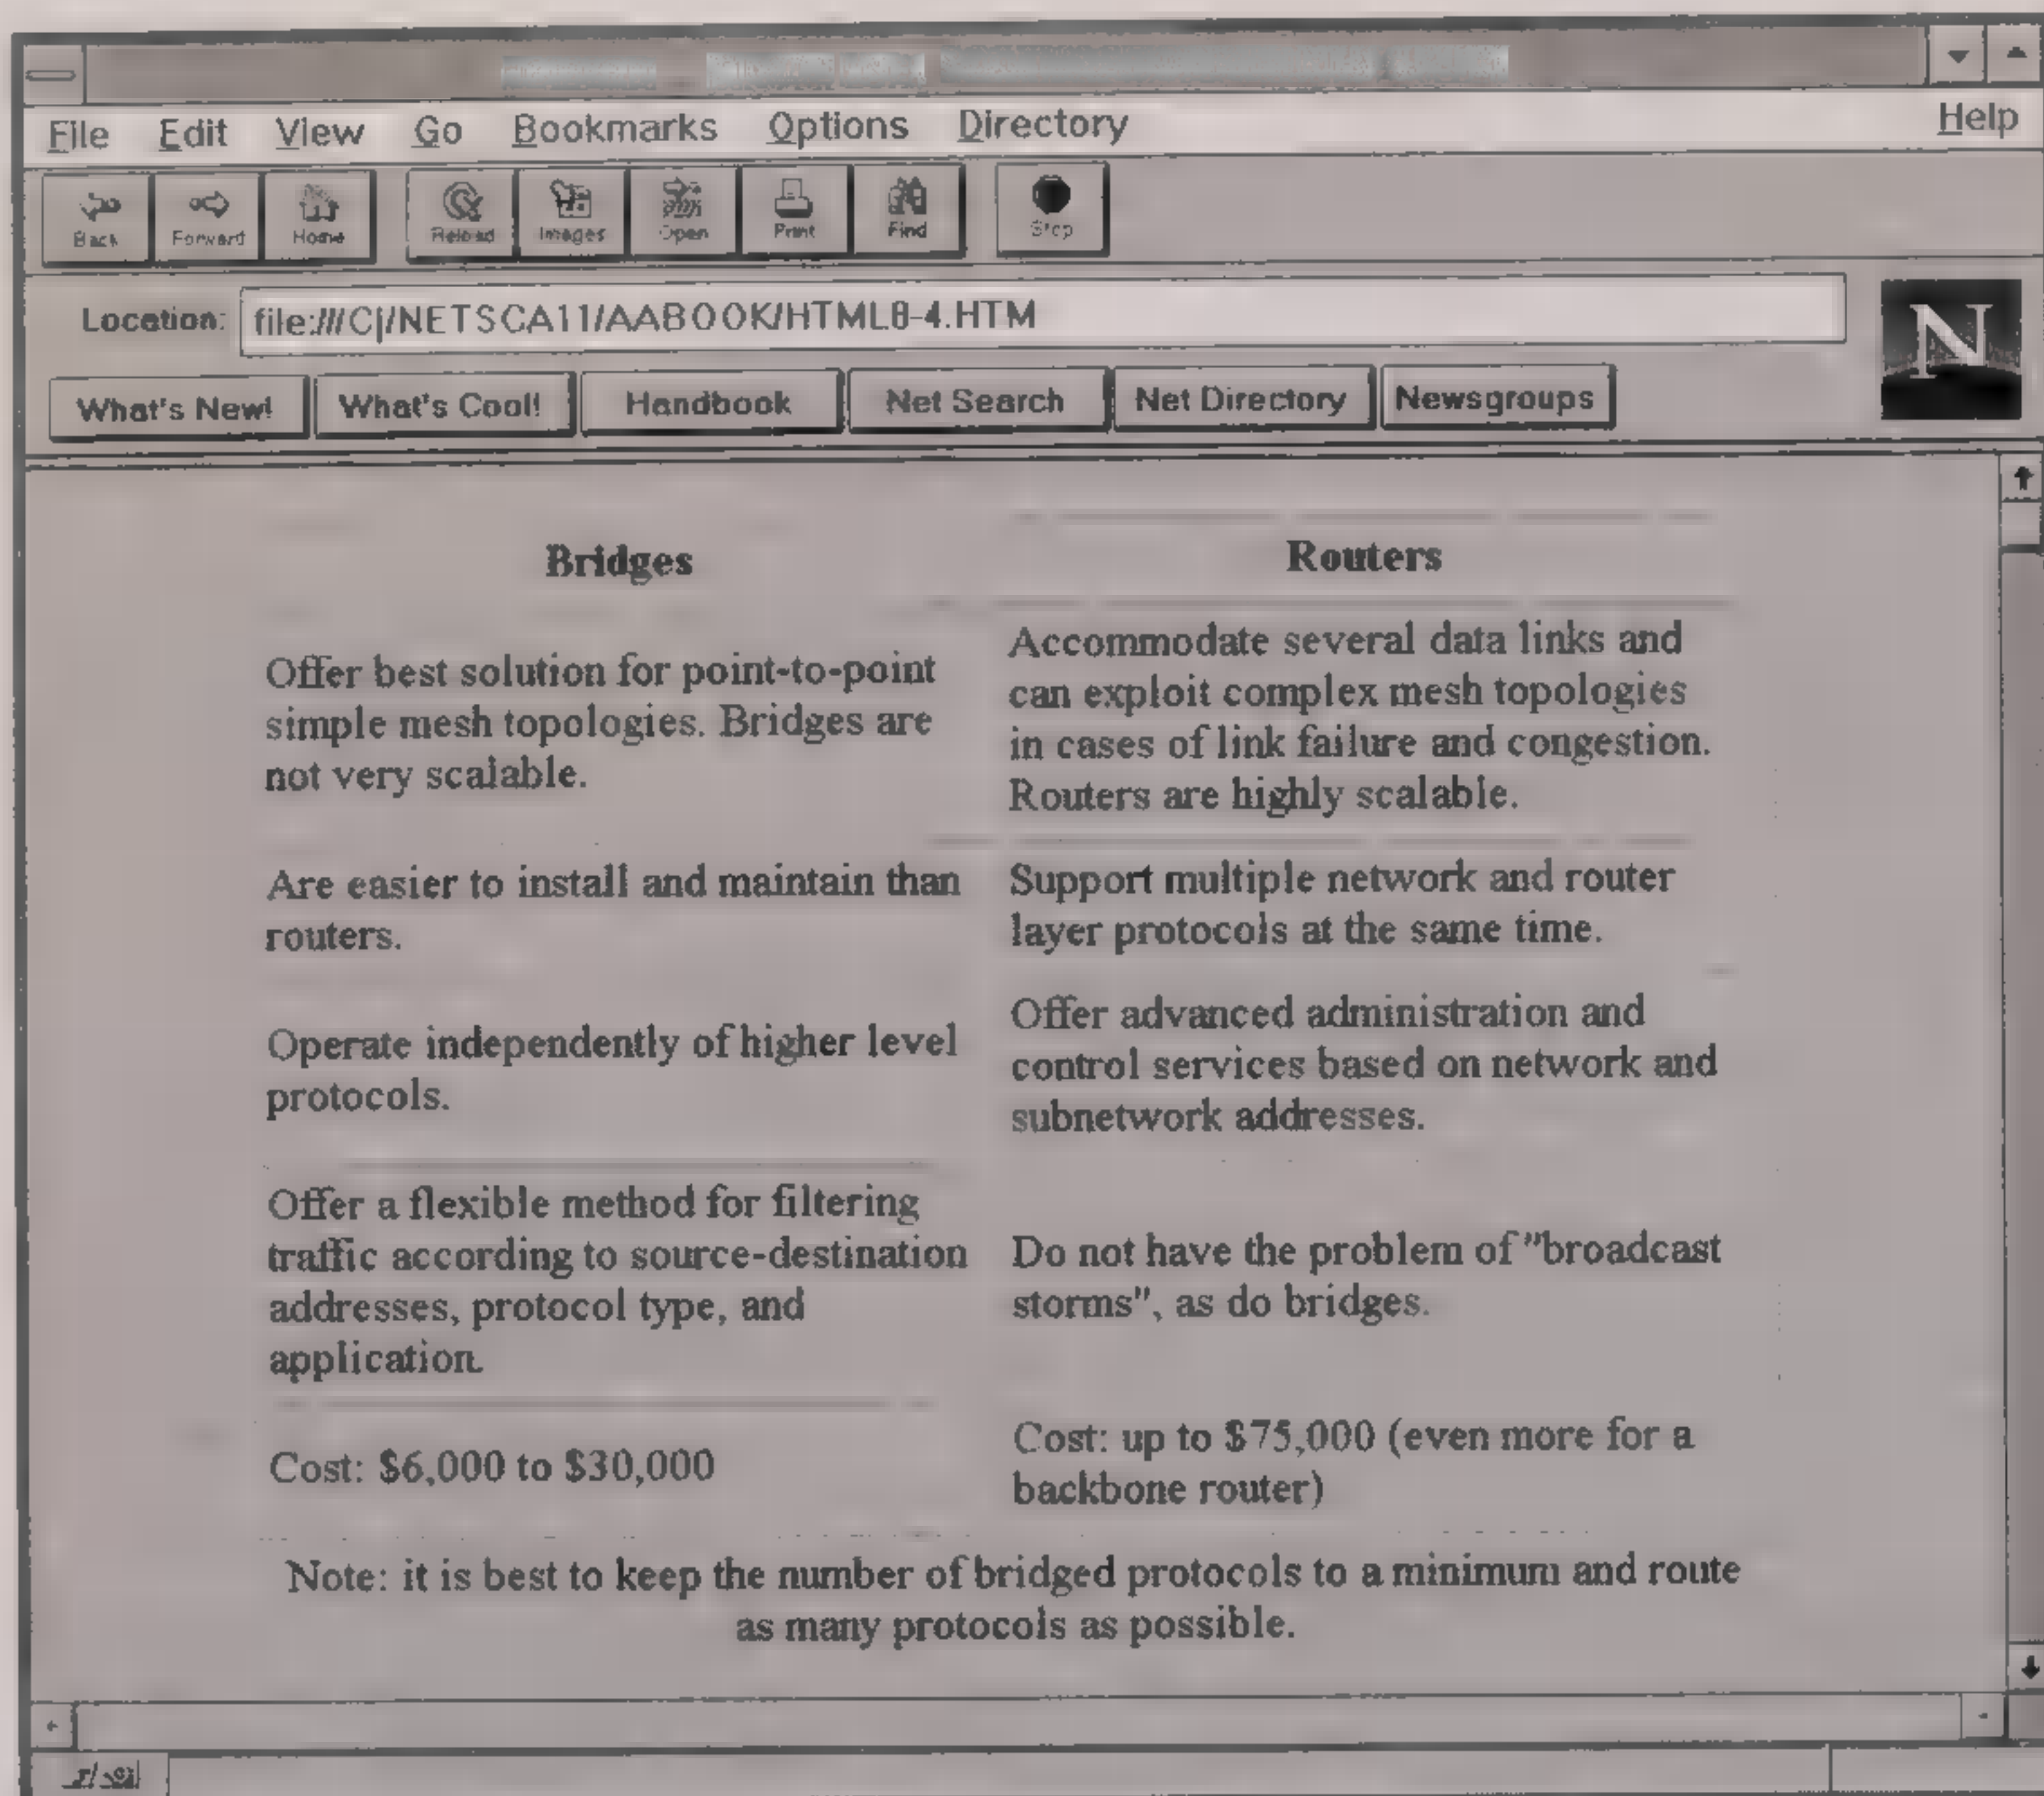 File Edit View Go Bookmarks Options Directory Help
Back Forward Home Reload Images Open Print Find Stop
Location: file:///C|/NETSCA11/AABOOK/HTML8-4.HTM
N
What's New! What's Cool! Handbook Net Search Net Directory Newsgroups
Bridges
Routers
Offer best solution for point-to-point
simple mesh topologies. Bridges are
not very scalable.
Accommodate several data links and
can exploit complex mesh topologies
in cases of link failure and congestion.
Routers are highly scalable.
Are easier to install and maintain than
routers.
Support multiple network and router
layer protocols at the same time.
Operate independently of higher level
protocols.
Offer advanced administration and
control services based on network and
subnetwork addresses.
Offer a flexible method for filtering
traffic according to source-destination
addresses, protocol type, and
application.
Do not have the problem of "broadcast
storms", as do bridges.
Cost: $6,000 to $30,000
Cost: up to $75,000 (even more for a
backbone router)
Note: it is best to keep the number of bridged protocols to a minimum and route
as many protocols as possible.